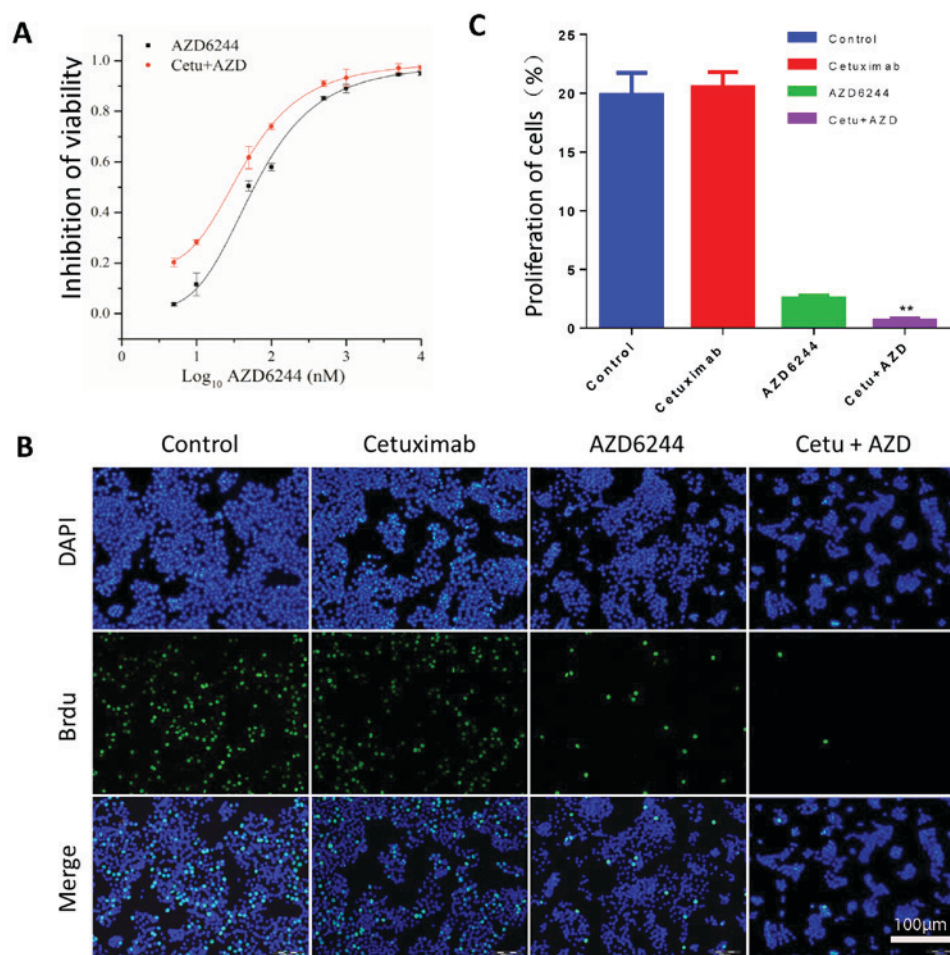 A
AZD6244
Cetu+AZD
Inhibition of viability
1.0
0.8
0.6
0.4
0.2
0.0
0
1
2
3
4
Log10 AZD6244 (nM)
C
Control
Cetuximab
AZD6244
Cetu+AZD
Proliferation of cells (%)
25
20
15
10
5
0
**
Control
Cetuximab
AZD6244
Cetu+AZD
B
Control
Cetuximab
AZD6244
Cetu + AZD
DAPI
Brdu
Merge
100μm